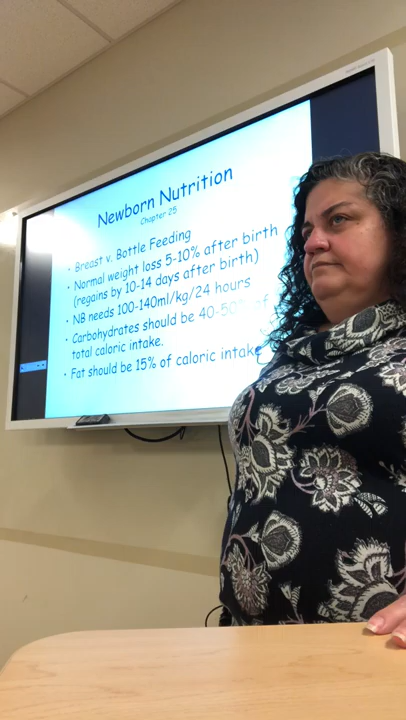 Newborn Nutrition
Chapter 25
• Breast v. Bottle Feeding
• Normal weight loss 5-10% after birth
(regains by 10-14 days after birth)
• NB needs 100-140ml/kg/24 hours
• Carbohydrates should be 40-50% of
total caloric intake.
• Fat should be 15% of caloric intake